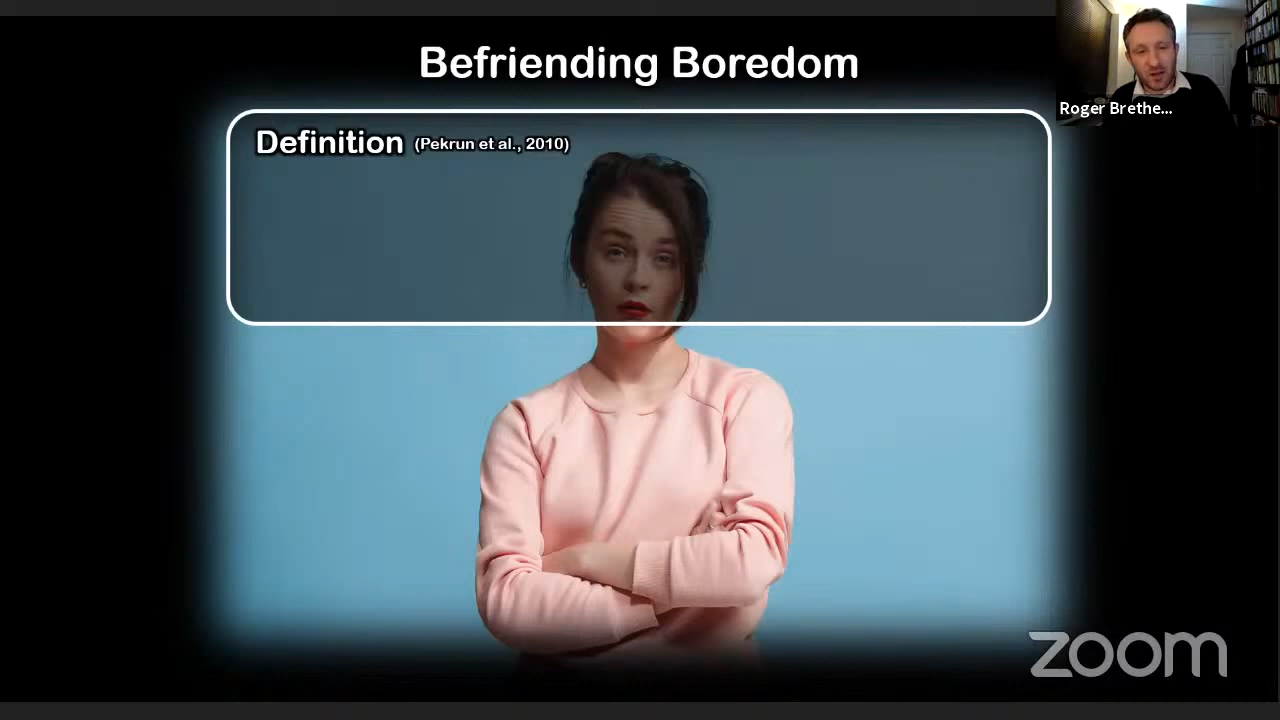 Befriending Boredom
Definition (Pekrun et al., 2010)
Roger Brethe...
zoom